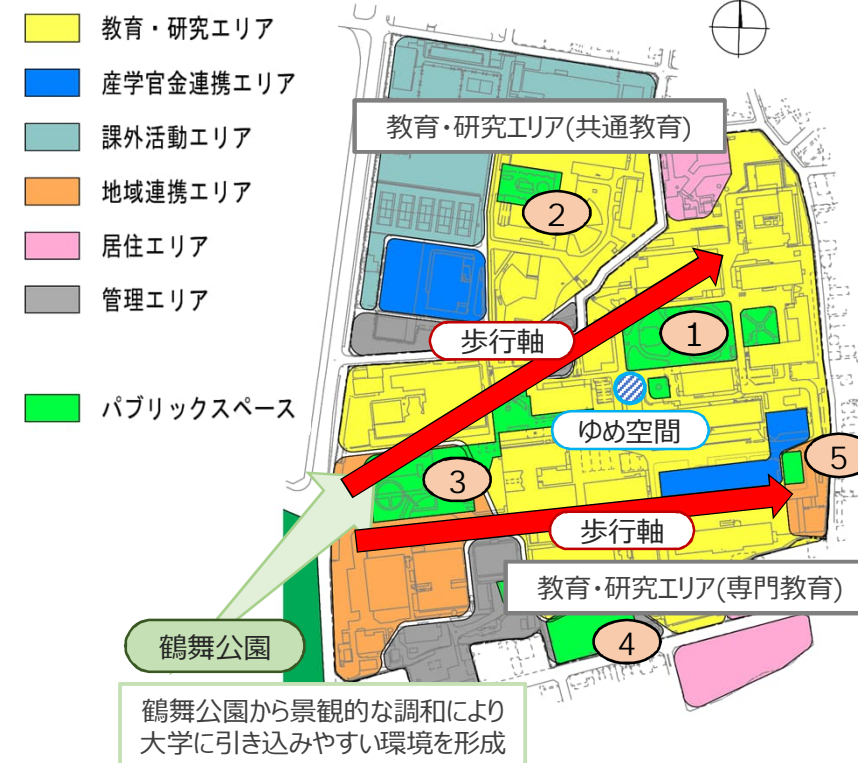 教育・研究エリア
産学官金連携エリア
課外活動エリア
地域連携エリア
居住エリア
管理エリア
パブリックスペース
教育・研究エリア(共通教育)
2
1
歩行軸
ゆめ空間
3
5
歩行軸
教育・研究エリア(専門教育)
4
鶴舞公園
鶴舞公園から景観的な調和により
大学に引き込みやすい環境を形成